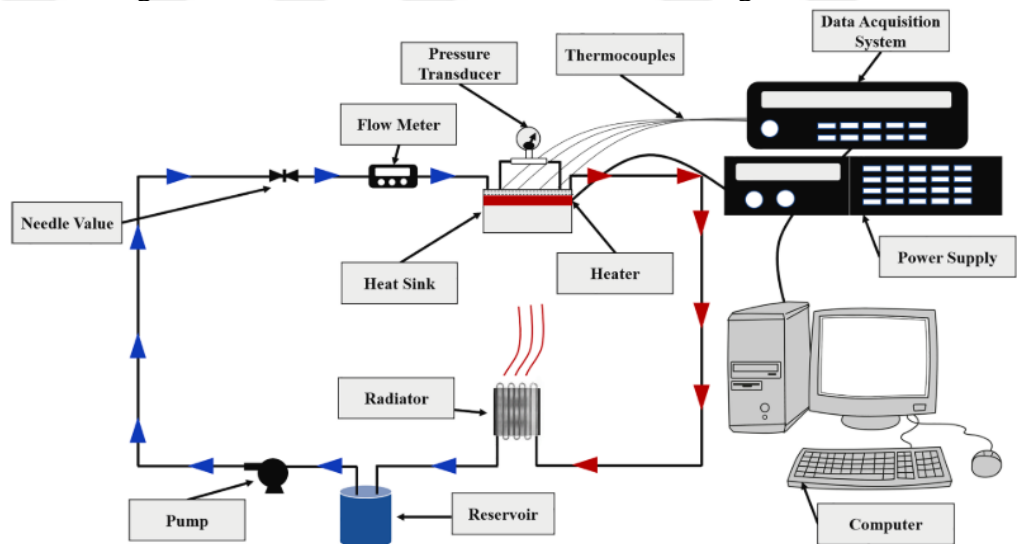 Data Acquisition
System
Pressure
Transducer
Thermocouples
Flow Meter
Needle Value
Heat Sink
Heater
Power Supply
Radiator
Pump
Reservoir
Computer